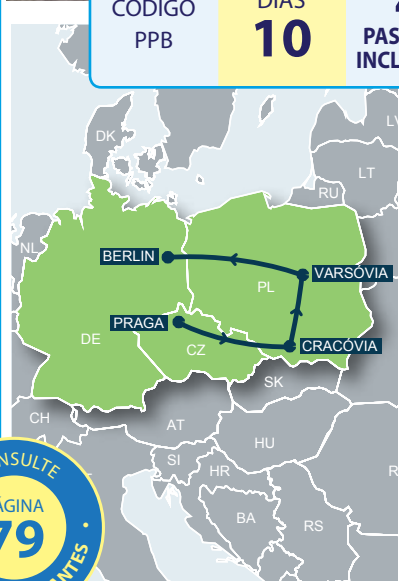 CÓDIGO
PPB
DIAS
10
DK
LT
RU
NL
BERLIN
VARSÓVIA
PL
PRAGA
DE
CZ
CRACÓVIA
SK
CH
AT
HU
SI
HR
BA
RS
79